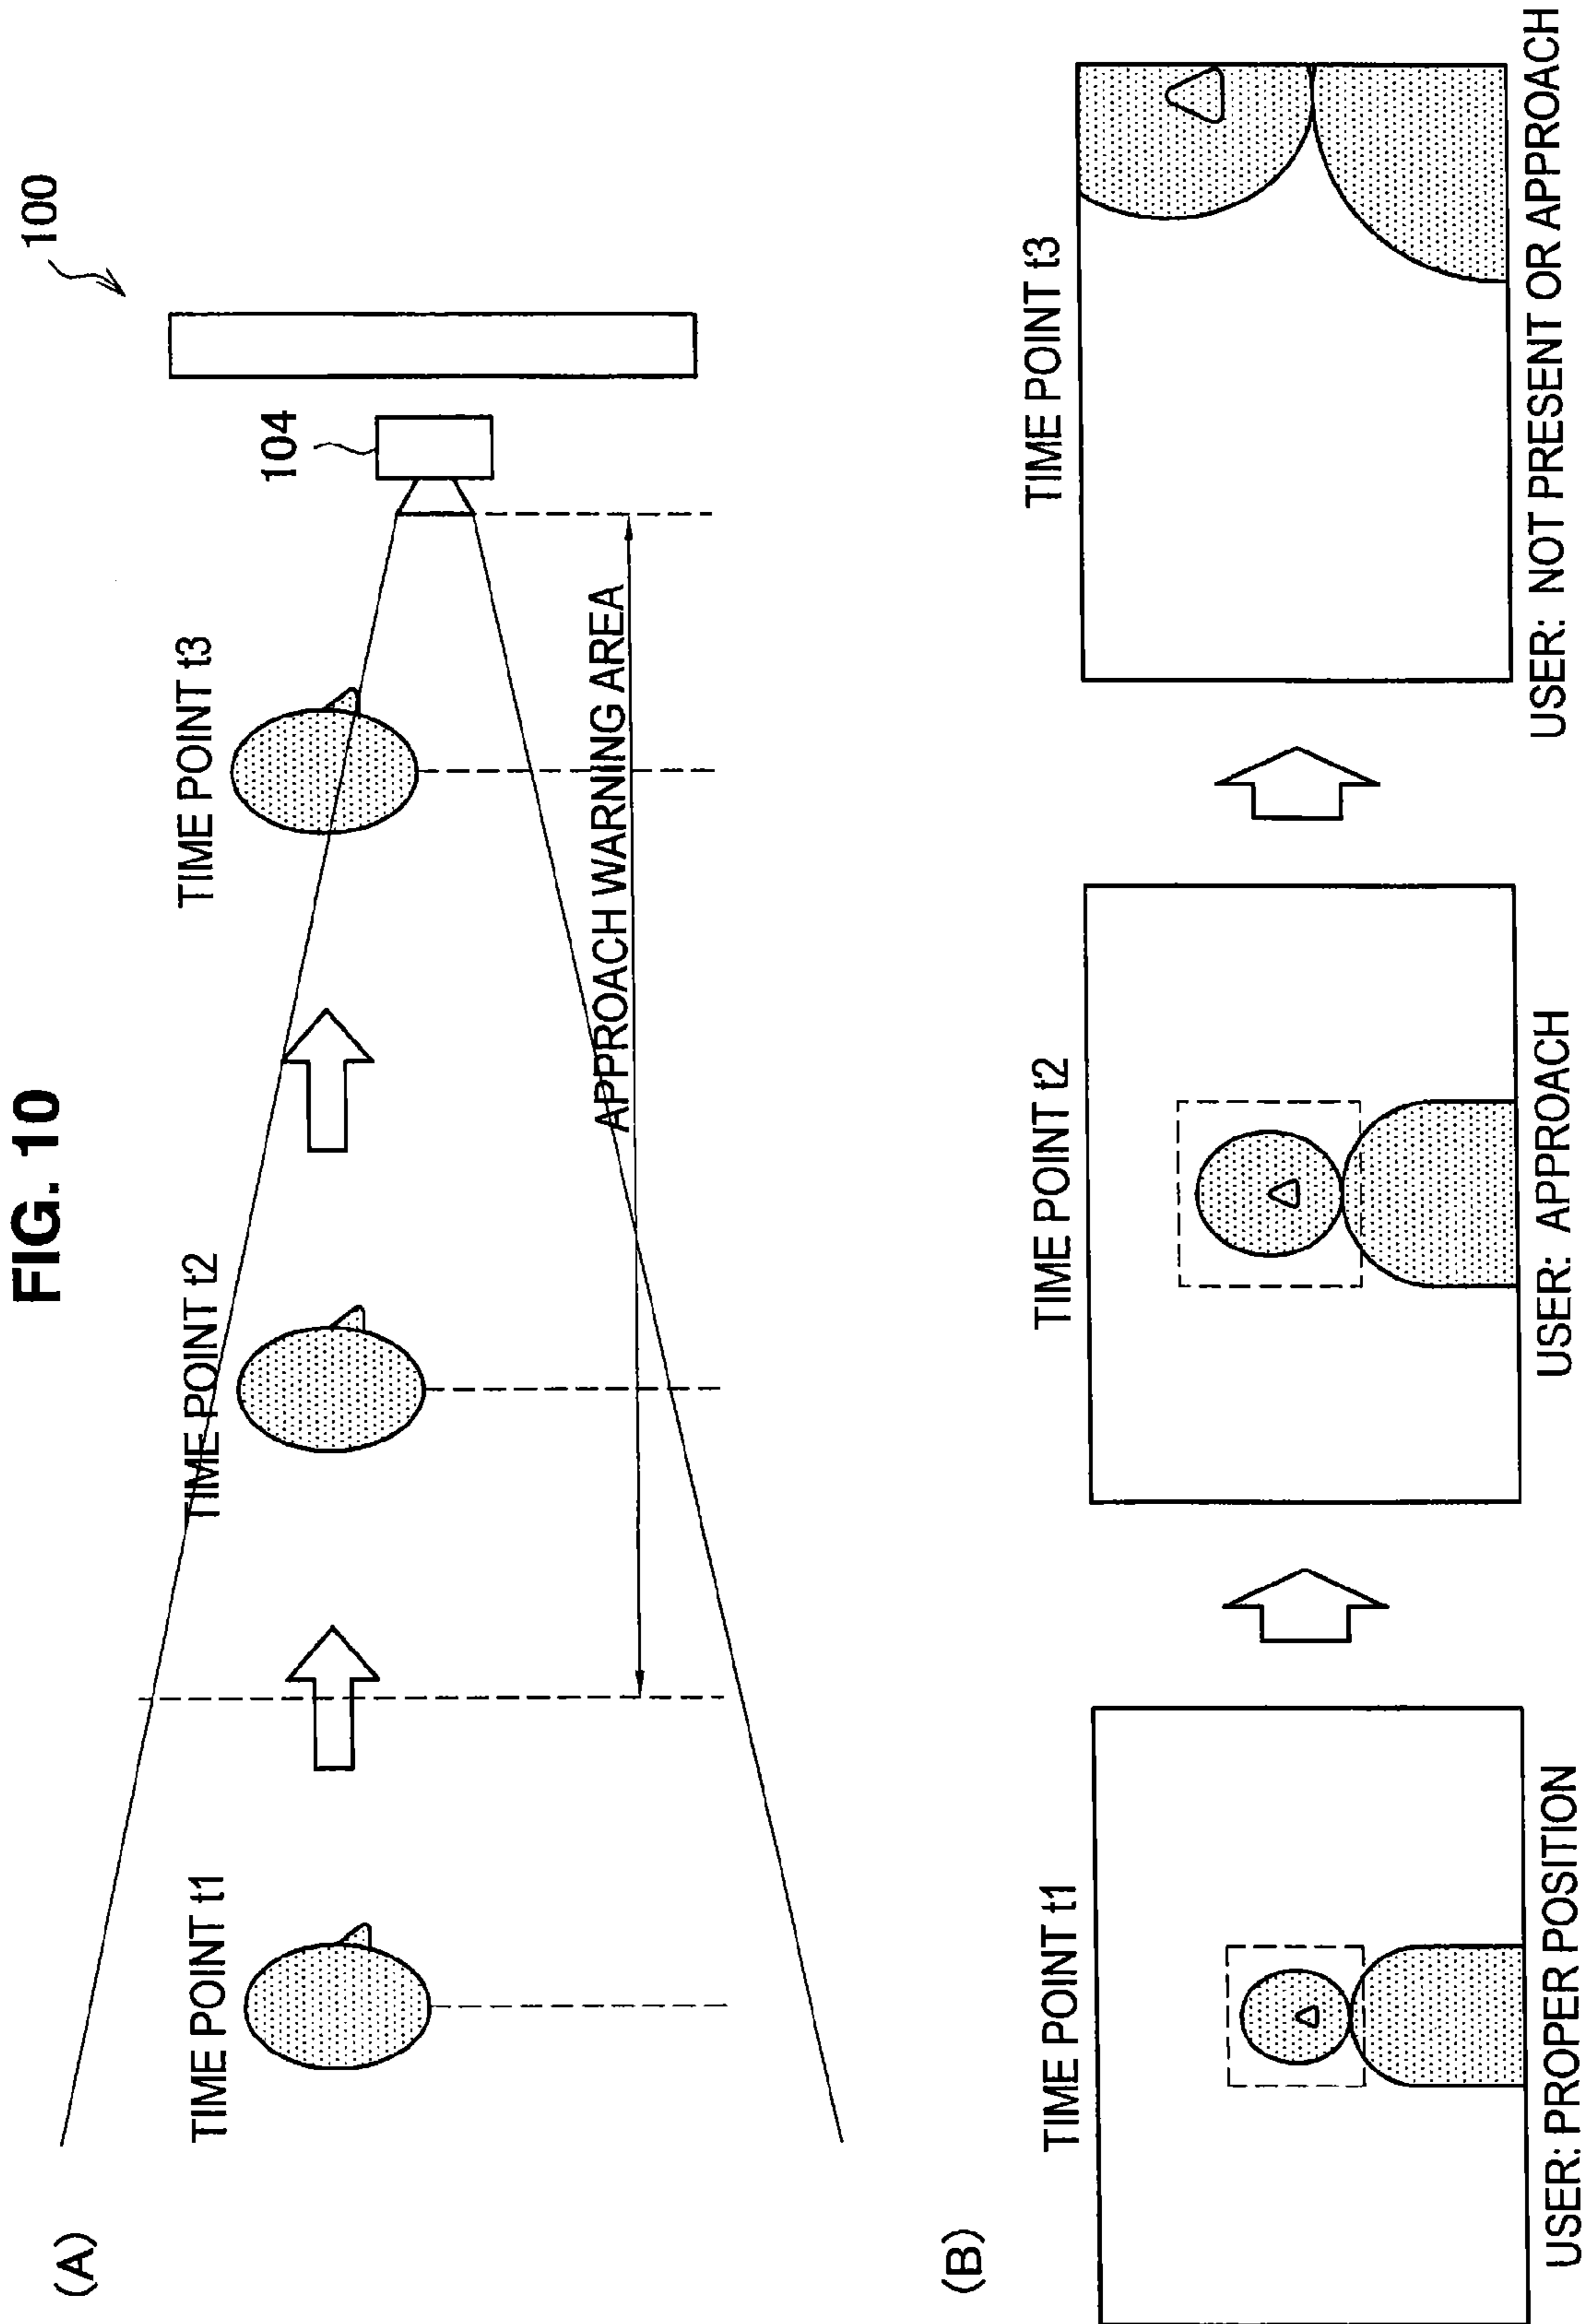 FIG. 10
(A)
100
104
TIME POINT t1
TIME POINT t2
TIME POINT t3
APPROACH WARNING AREA
(B)
TIME POINT t1
TIME POINT t2
TIME POINT t3
USER: PROPER POSITION
USER: APPROACH
USER: NOT PRESENT OR APPROACH